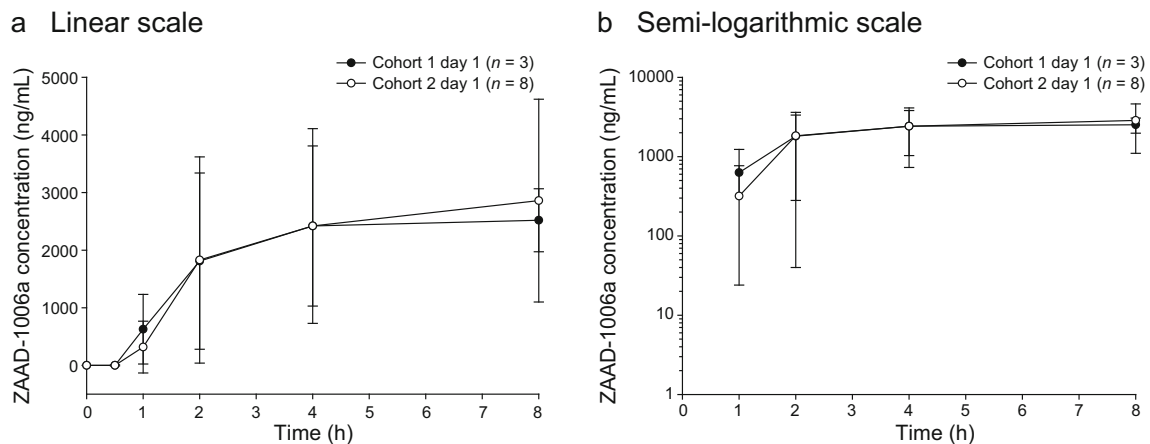 a Linear scale
Cohort 1 day 1 (n = 3)
Cohort 2 day 1 (n = 8)
ZAAD-1006a concentration (ng/mL)
5000
4000
3000
2000
1000
0
0 1 2 3 4 5 6 7 8
Time (h)
b Semi-logarithmic scale
Cohort 1 day 1 (n = 3)
Cohort 2 day 1 (n = 8)
ZAAD-1006a concentration (ng/mL)
10000
1000
100
10
1
0 1 2 3 4 5 6 7 8
Time (h)